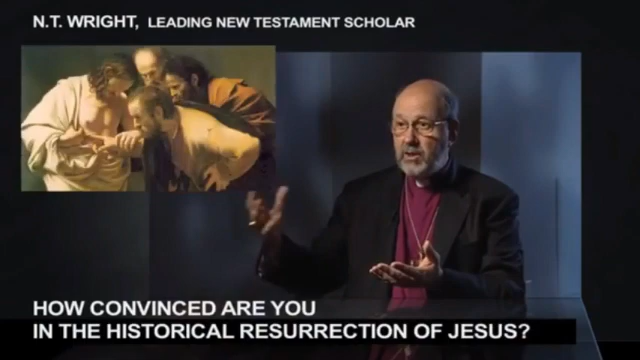 N.T. WRIGHT, LEADING NEW TESTAMENT SCHOLAR
HOW CONVINCED ARE YOU
IN THE HISTORICAL RESURRECTION OF JESUS?